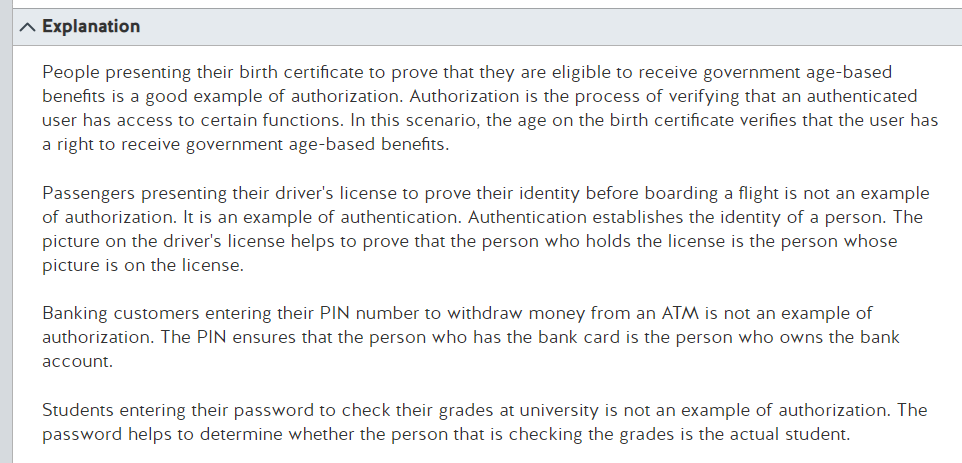 Explanation
People presenting their birth certificate to prove that they are eligible to receive government age-based
benefits is a good example of authorization. Authorization is the process of verifying that an authenticated
user has access to certain functions. In this scenario, the age on the birth certificate verifies that the user has
a right to receive government age-based benefits.
Passengers presenting their driver's license to prove their identity before boarding a flight is not an example
of authorization. It is an example of authentication. Authentication establishes the identity of a person. The
picture on the driver's license helps to prove that the person who holds the license is the person whose
picture is on the license.
Banking customers entering their PIN number to withdraw money from an ATM is not an example of
authorization. The PIN ensures that the person who has the bank card is the person who owns the bank
account.
Students entering their password to check their grades at university is not an example of authorization. The
password helps to determine whether the person that is checking the grades is the actual student.